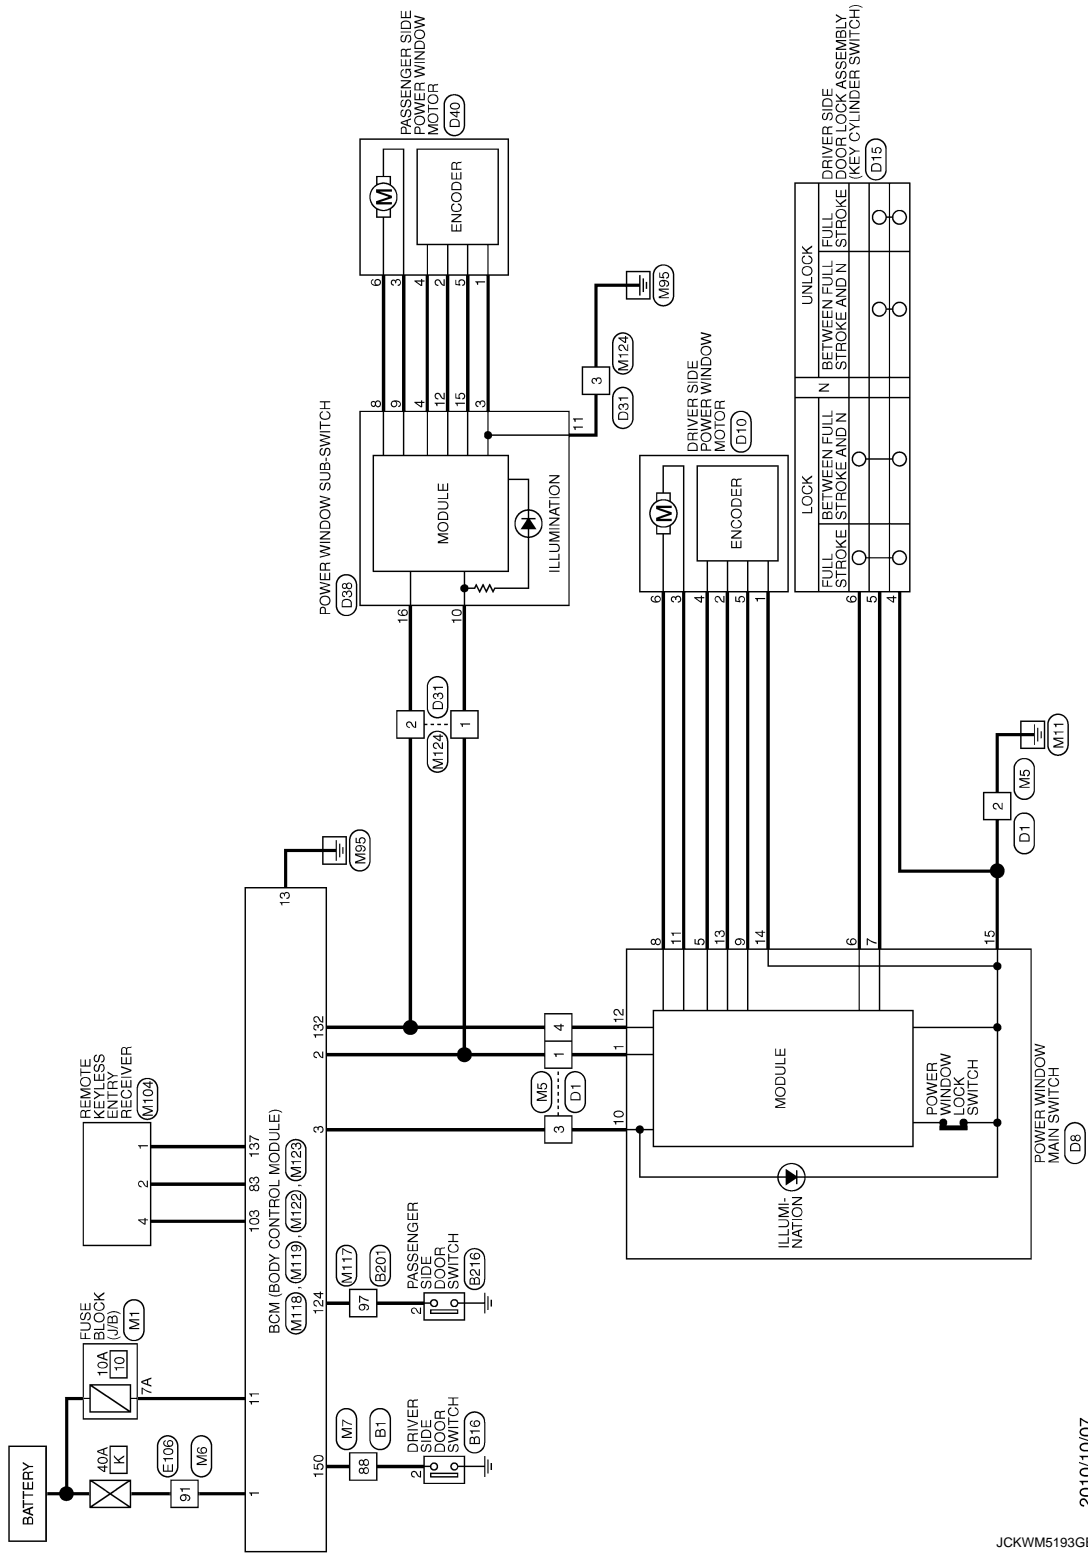 BATTERY
40A
K
E106
91
M6
1
FUSE
BLOCK
(J/B)
M1
10A
10
7A
11
REMOTE
KEYLESS
ENTRY
RECEIVER
M104
4
2
1
103
83
137
BCM (BODY CONTROL MODULE)
M118 , M119 , M122 , M123
150
124
3
2
132
13
M95
M7
88
B1
2
DRIVER
SIDE
DOOR
SWITCH
B16
M117
97
B201
2
PASSENGER
SIDE
DOOR
SWITCH
B216
M5
3
1
4
D1
10
1
12
ILLUMI-
NATION
MODULE
POWER
WINDOW
LOCK
SWITCH
POWER WINDOW
MAIN SWITCH
D8
8
11
5
13
9
14
6
7
15
2
D31
M124
1
16
10
POWER WINDOW SUB-SWITCH
D38
MODULE
ILLUMINATION
8
9
4
12
15
3
11
D31
3
M124
M95
6
3
4
2
5
1
M
ENCODER
PASSENGER SIDE
POWER WINDOW
MOTOR
D40
6
3
4
2
5
1
M
ENCODER
DRIVER SIDE
POWER WINDOW
MOTOR
D10
6
5
4
LOCK
N
UNLOCK
FULL
STROKE
BETWEEN FULL
STROKE AND N
BETWEEN FULL
STROKE AND N
FULL
STROKE
DRIVER SIDE
DOOR LOCK ASSEMBLY
(KEY CYLINDER SWITCH)
D15
D1
2
M5
M11
2010/10/07